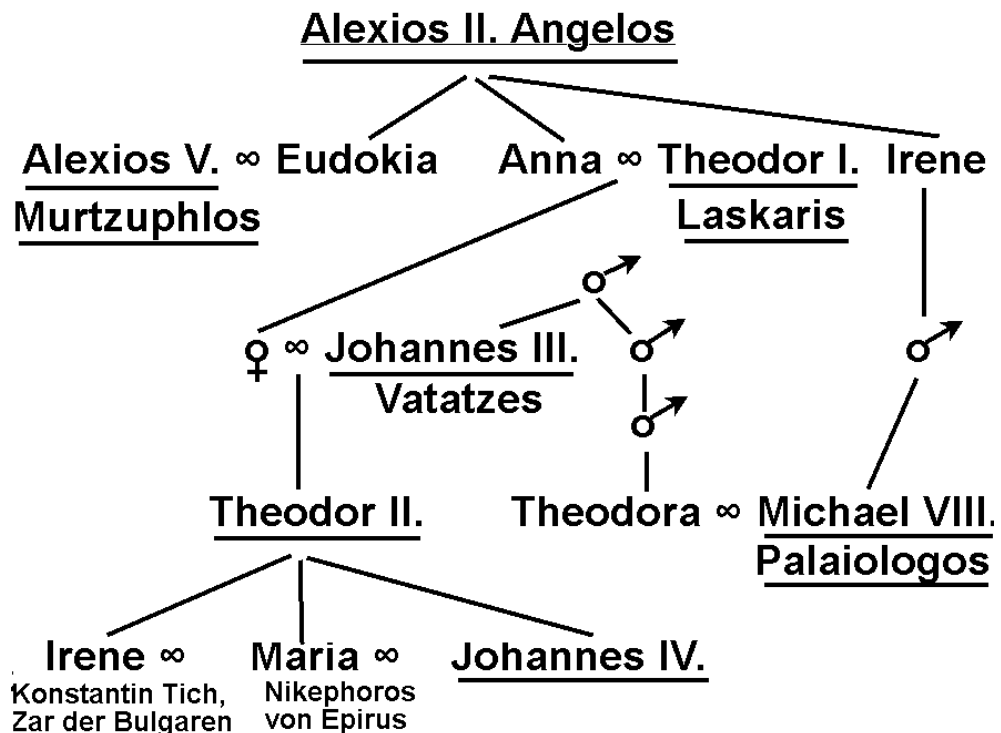 Alexios II. Angelos
Alexios V. ∞ Eudokia
Murtzuphlos
Anna ∞ Theodor I.
Laskaris
Irene
♀ ∞ Johannes III.
Vatatzes
Theodor II.
Theodora ∞ Michael VIII.
Palaiologos
Irene ∞
Konstantin Tich,
Zar der Bulgaren
Maria ∞
Nikephoros
von Epirus
Johannes IV.